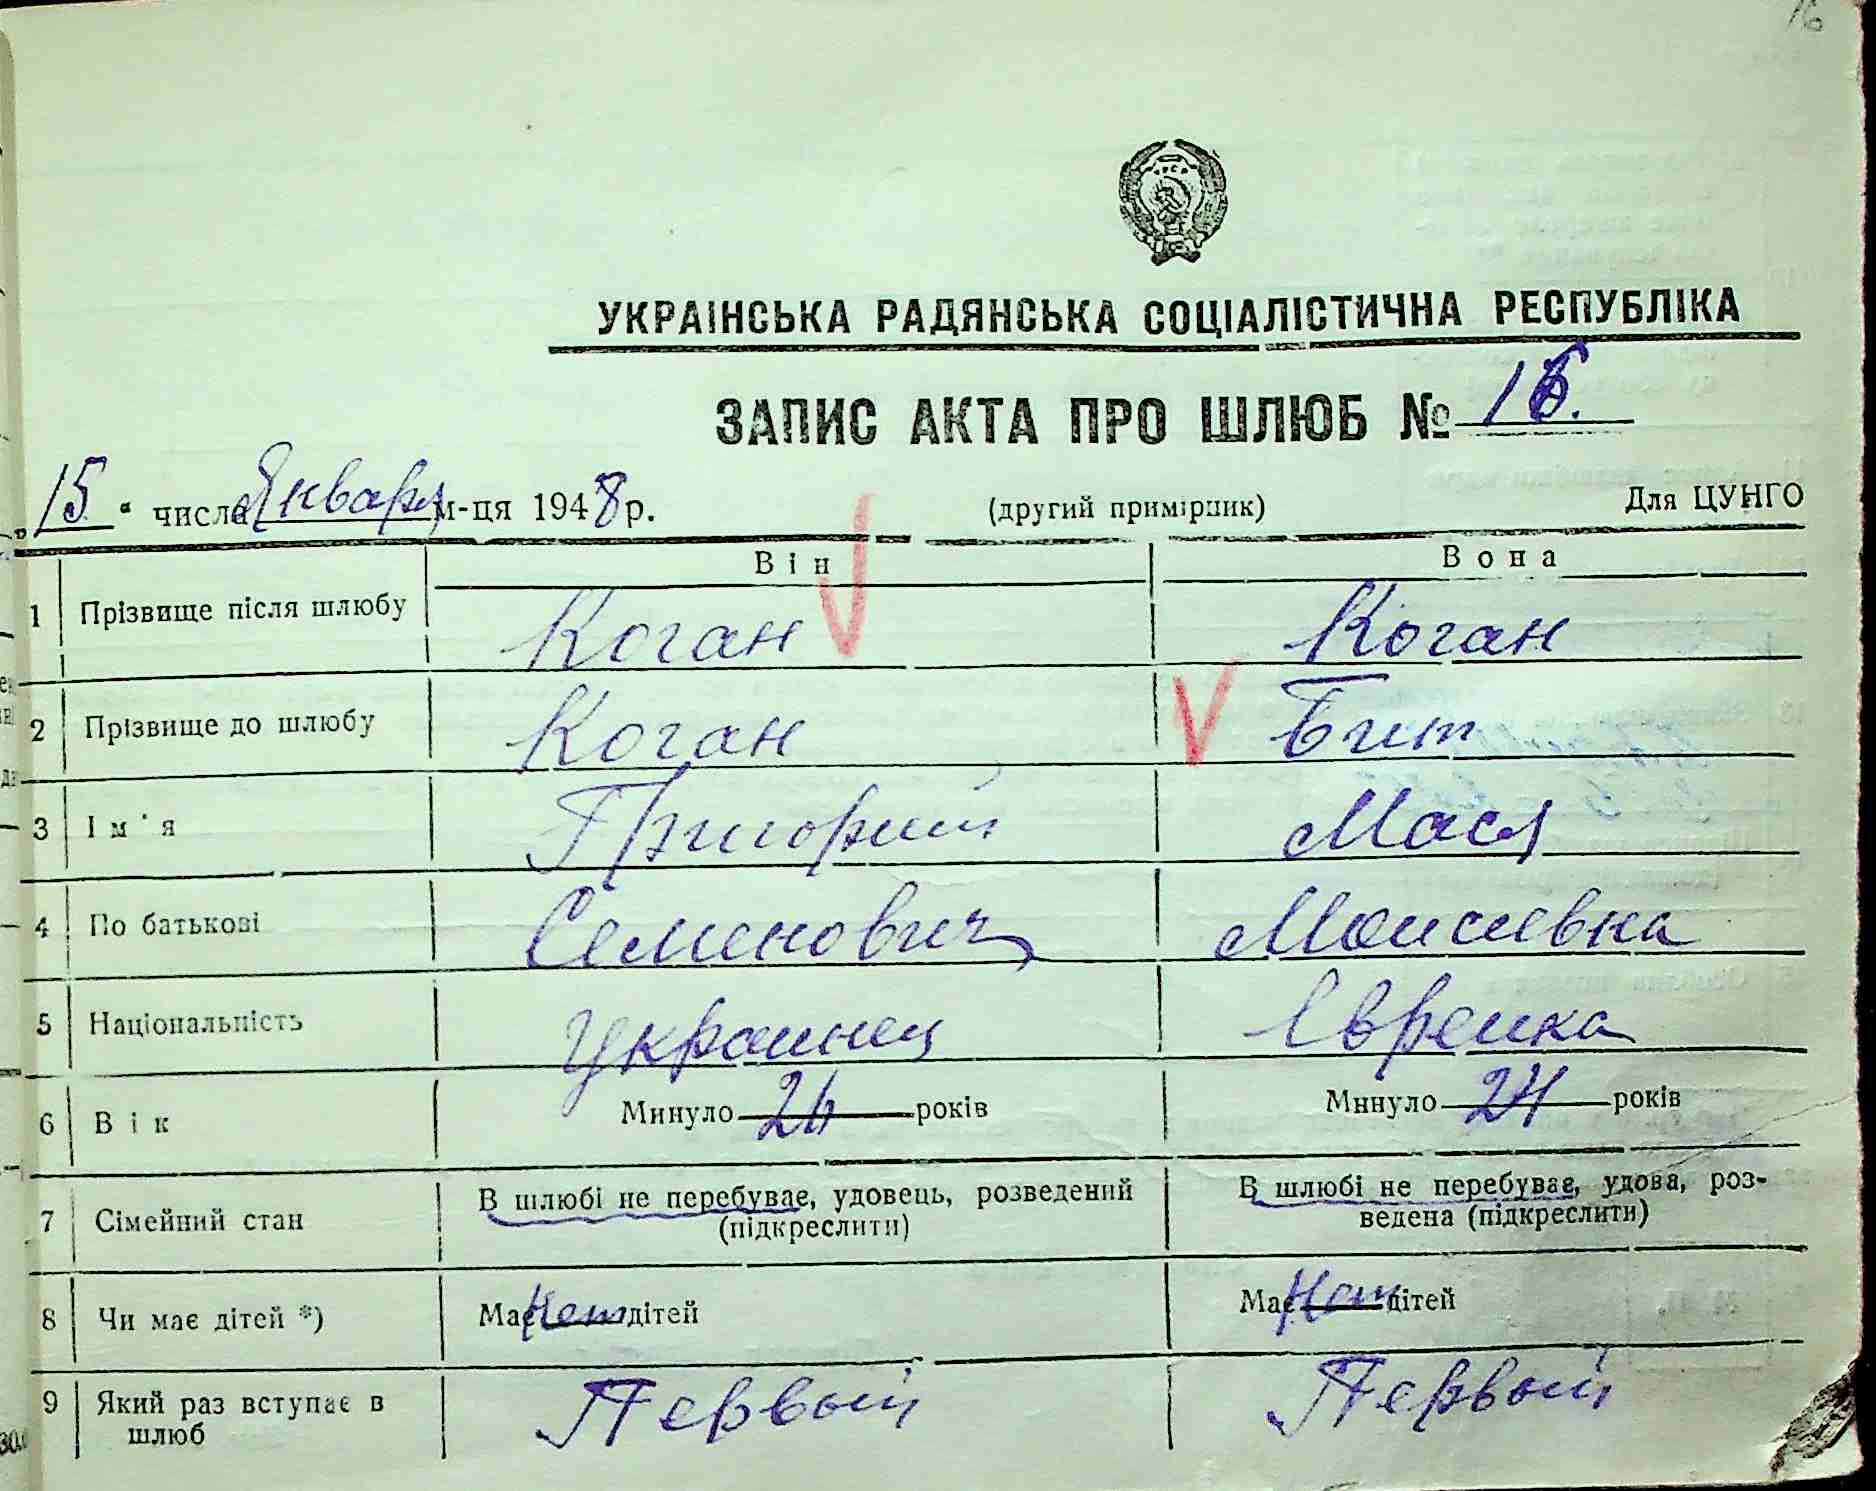 16
УРСР
УКРАЇНСЬКА РАДЯНСЬКА СОЦІАЛІСТИЧНА РЕСПУБЛІКА
ЗАПИС АКТА ПРО ШЛЮБ № 16.
„15" числа Января м-ця 1948 р. (другий примірник) Для ЦУНГО
Він Вона
1 Прізвище після шлюбу Коган Коган
2 Прізвище до шлюбу Коган Бит
3 Ім'я Григорий Мася
4 По батькові Семенович Моисеевна
5 Національність Украинец Еврейка
6 Вік Минуло 26 років Минуло 24 років
7 Сімейний стан В шлюбі не перебуває, удовець, розведений (підкреслити) В шлюбі не перебуває, удова, роз-
ведена (підкреслити)
8 Чи має дітей *) Має Нет дітей Має Нет дітей
9 Який раз вступає в Первый Первый
шлюб